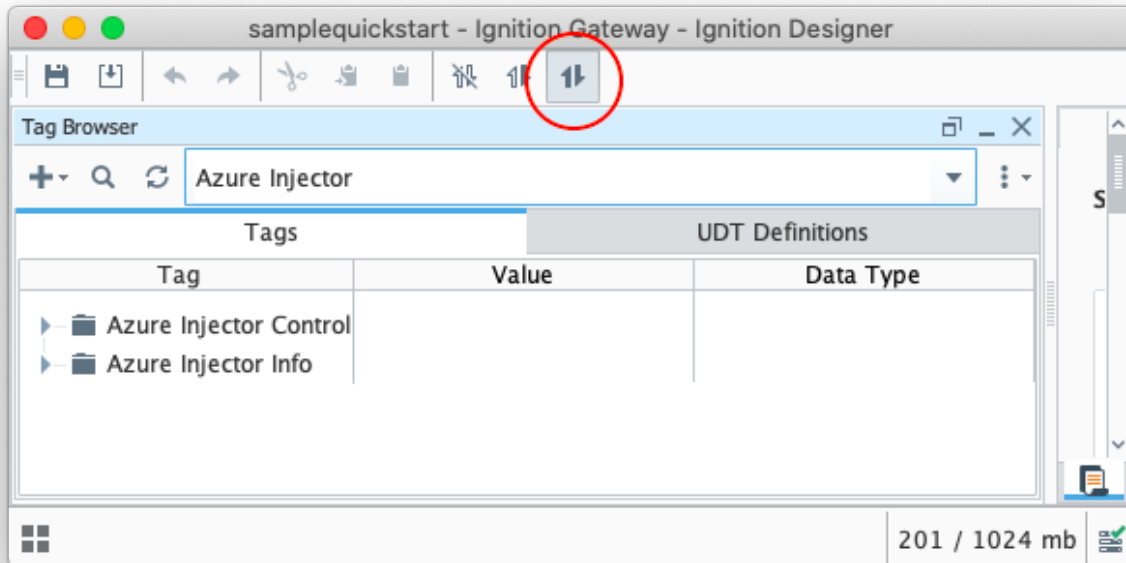 samplequickstart - Ignition Gateway - Ignition Designer
Tag Browser
Azure Injector
S
Tags UDT Definitions
Tag Value Data Type
Azure Injector Control
Azure Injector Info
201 / 1024 mb